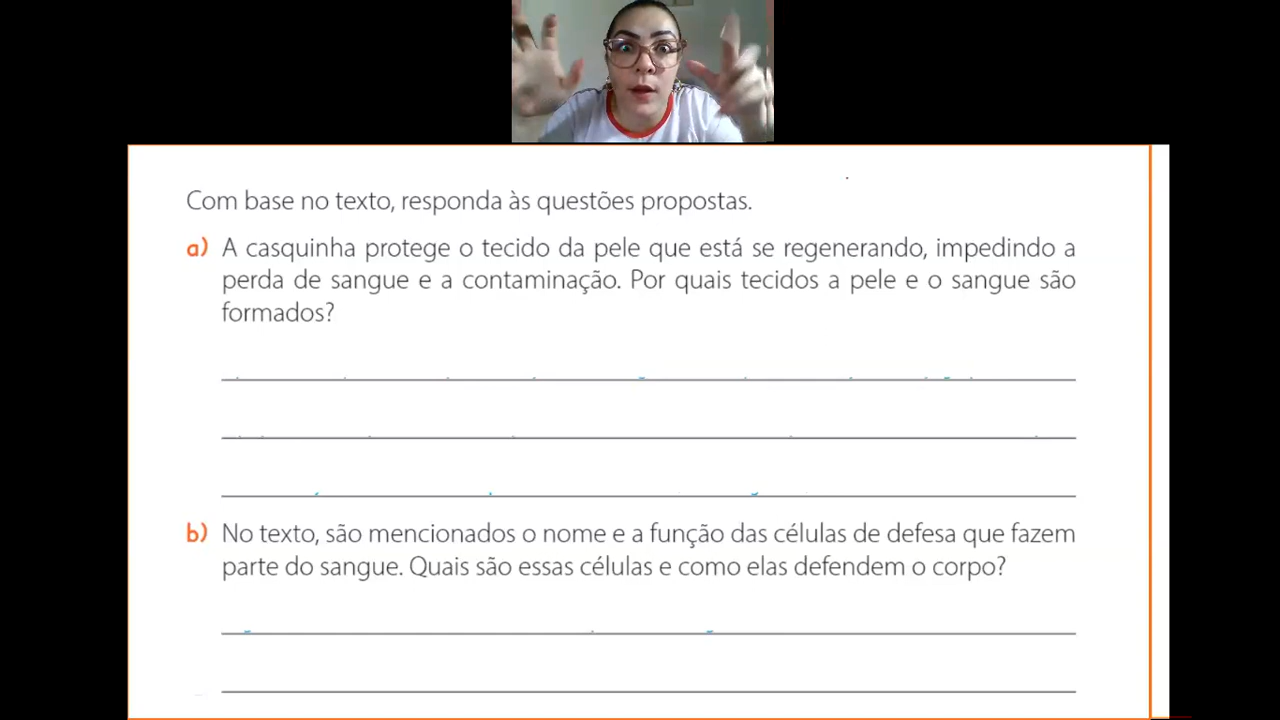 Com base no texto, responda às questões propostas.
a) A casquinha protege o tecido da pele que está se regenerando, impedindo a
perda de sangue e a contaminação. Por quais tecidos a pele e o sangue são
formados?
b) No texto, são mencionados o nome e a função das células de defesa que fazem
parte do sangue. Quais são essas células e como elas defendem o corpo?